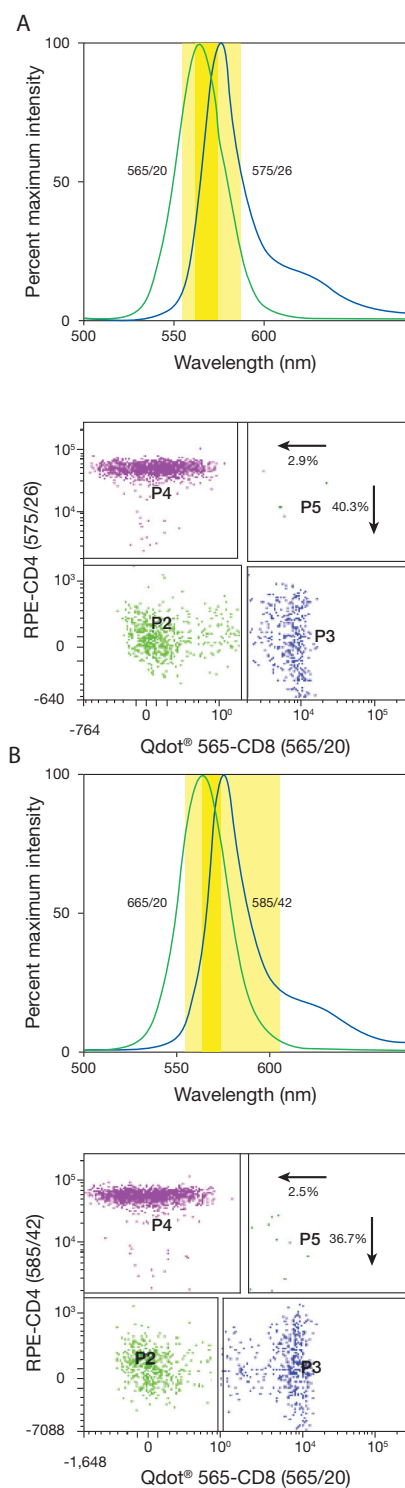 A
100
50
0
Percent maximum intensity
565/20
575/26
500
550
600
Wavelength (nm)
RPE-CD4 (575/26)
10⁵
10⁴
10³
0
-640
P4
2.9%
P5
40.3%
P2
P3
-764
0
10⁰
10⁴
10⁵
Qdot® 565-CD8 (565/20)
B
100
50
0
Percent maximum intensity
665/20
585/42
500
550
600
Wavelength (nm)
RPE-CD4 (585/42)
10⁵
10⁴
10³
0
-7088
P4
2.5%
P5
36.7%
P2
P3
-1,648
0
10⁰
10⁴
10⁵
Qdot® 565-CD8 (565/20)